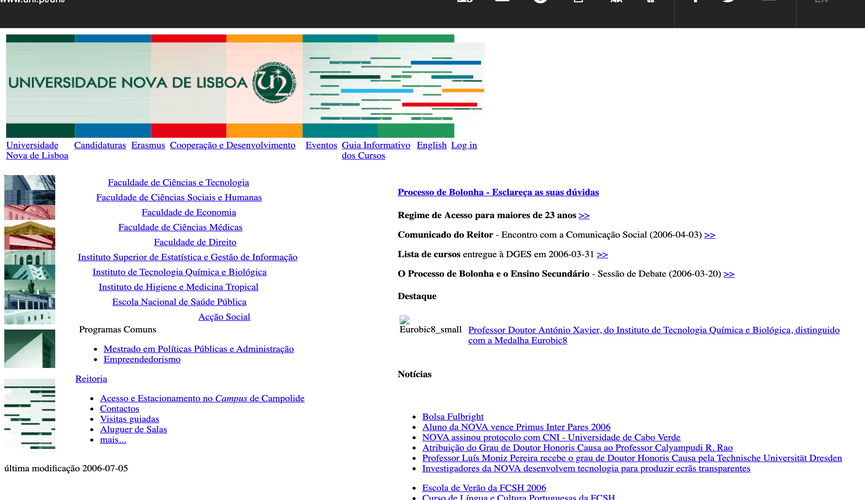 EN
UNIVERSIDADE NOVA DE LISBOA
Universidade Nova de Lisboa
Candidaturas
Erasmus
Cooperação e Desenvolvimento
Eventos
Guia Informativo dos Cursos
English
Log in
Faculdade de Ciências e Tecnologia
Faculdade de Ciências Sociais e Humanas
Faculdade de Economia
Faculdade de Ciências Médicas
Faculdade de Direito
Instituto Superior de Estatística e Gestão de Informação
Instituto de Tecnologia Química e Biológica
Instituto de Higiene e Medicina Tropical
Escola Nacional de Saúde Pública
Acção Social
Programas Comuns
Mestrado em Políticas Públicas e Administração
Empreendedorismo
Reitoria
Acesso e Estacionamento no Campus de Campolide
Contactos
Visitas guiadas
Aluguer de Salas
mais...
última modificação 2006-07-05
Processo de Bolonha - Esclareça as suas dúvidas
Regime de Acesso para maiores de 23 anos >>
Comunicado do Reitor - Encontro com a Comunicação Social (2006-04-03) >>
Lista de cursos entregue à DGES em 2006-03-31 >>
O Processo de Bolonha e o Ensino Secundário - Sessão de Debate (2006-03-20) >>
Destaque
Eurobic8_small
Professor Doutor António Xavier, do Instituto de Tecnologia Química e Biológica, distinguido
com a Medalha Eurobic8
Notícias
Bolsa Fulbright
Aluno da NOVA vence Primus Inter Pares 2006
NOVA assinou protocolo com CNI - Universidade de Cabo Verde
Atribuição do Grau de Doutor Honoris Causa ao Professor Calyampudi R. Rao
Professor Luís Moniz Pereira recebe o grau de Doutor Honoris Causa pela Technische Universität Dresden
Investigadores da NOVA desenvolvem tecnologia para produzir ecrãs transparentes
Escola de Verão da FCSH 2006
Curso de Língua e Cultura Portuguesas da FCSH